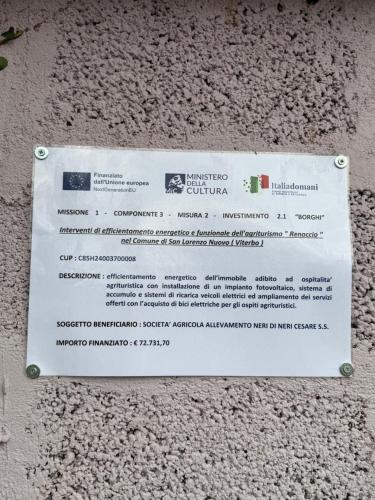 Finanziato
dall'Unione europea
NextGenerationEU
MiC
MINISTERO
DELLA
CULTURA
Italiadomani
MISSIONE 1 - COMPONENTE 3 - MISURA 2 - INVESTIMENTO 2.1 "BORGHI"
Interventi di efficientamento energetico e funzionale dell'agriturismo " Renaccio "
nel Comune di San Lorenzo Nuovo ( Viterbo )
CUP : C85H24003700008
DESCRIZIONE : efficientamento energetico dell'immobile adibito ad ospitalità
agrituristica con installazione di un impianto fotovoltaico, sistema di
accumulo e sistemi di ricarica veicoli elettrici ed ampliamento dei servizi
offerti con l'acquisto di bici elettriche per gli ospiti agrituristici.
SOGGETTO BENEFICIARIO : SOCIETA' AGRICOLA ALLEVAMENTO NERI DI NERI CESARE S.S.
IMPORTO FINANZIATO : € 72.731,70